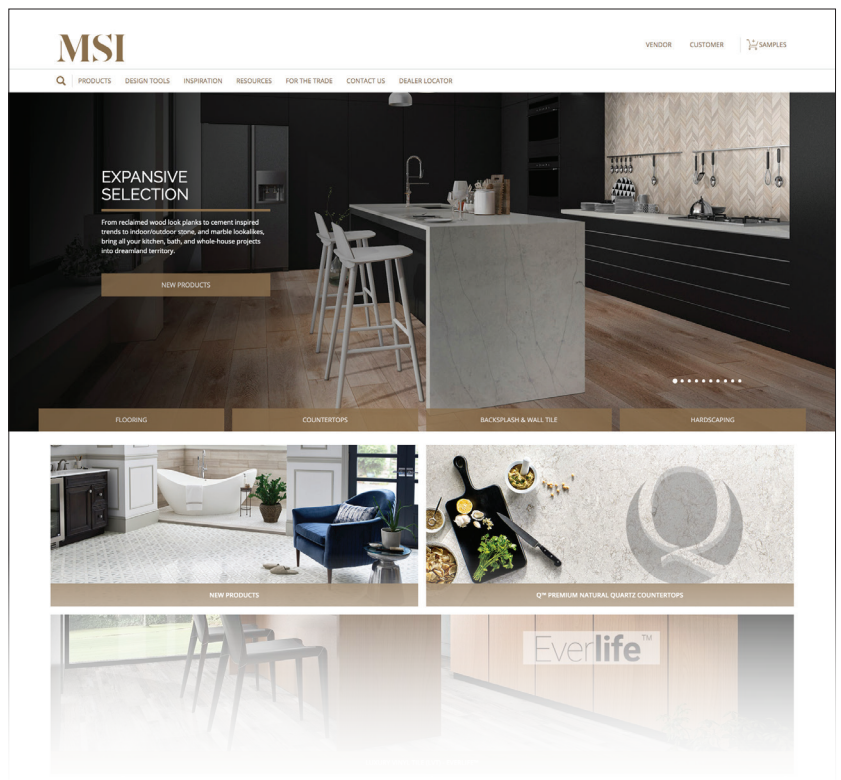 MSI
VENDOR CUSTOMER SAMPLES
PRODUCTS DESIGN TOOLS INSPIRATION RESOURCES FOR THE TRADE CONTACT US DEALER LOCATOR
EXPANSIVE
SELECTION
From reclaimed wood look planks to cement inspired
trends to indoor/outdoor stone, and marble lookalikes,
bring all your kitchen, bath, and whole-house projects
into dreamland territory.
NEW PRODUCTS
FLOORING COUNTERTOPS BACKSPLASH & WALL TILE HARDSCAPING
NEW PRODUCTS Q™ PREMIUM NATURAL QUARTZ COUNTERTOPS
Everlife™